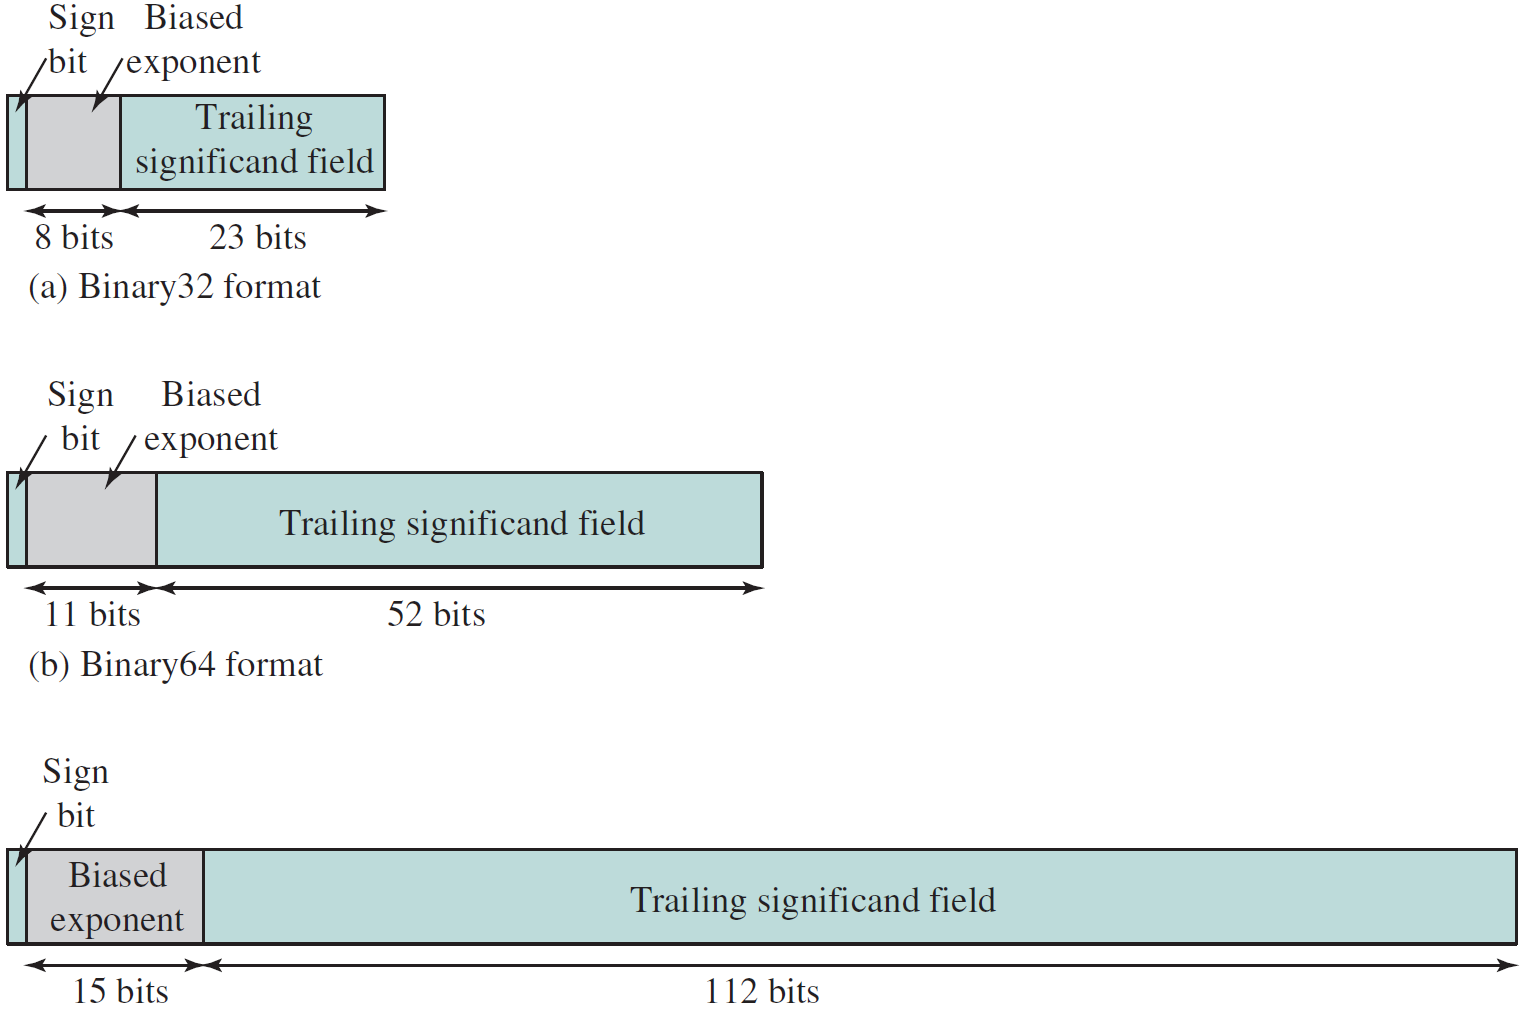 Sign Biased
bit exponent
Trailing
significand field
8 bits 23 bits
(a) Binary32 format
Sign Biased
bit exponent
Trailing significand field
11 bits 52 bits
(b) Binary64 format
Sign
bit
Biased
exponent
Trailing significand field
15 bits 112 bits